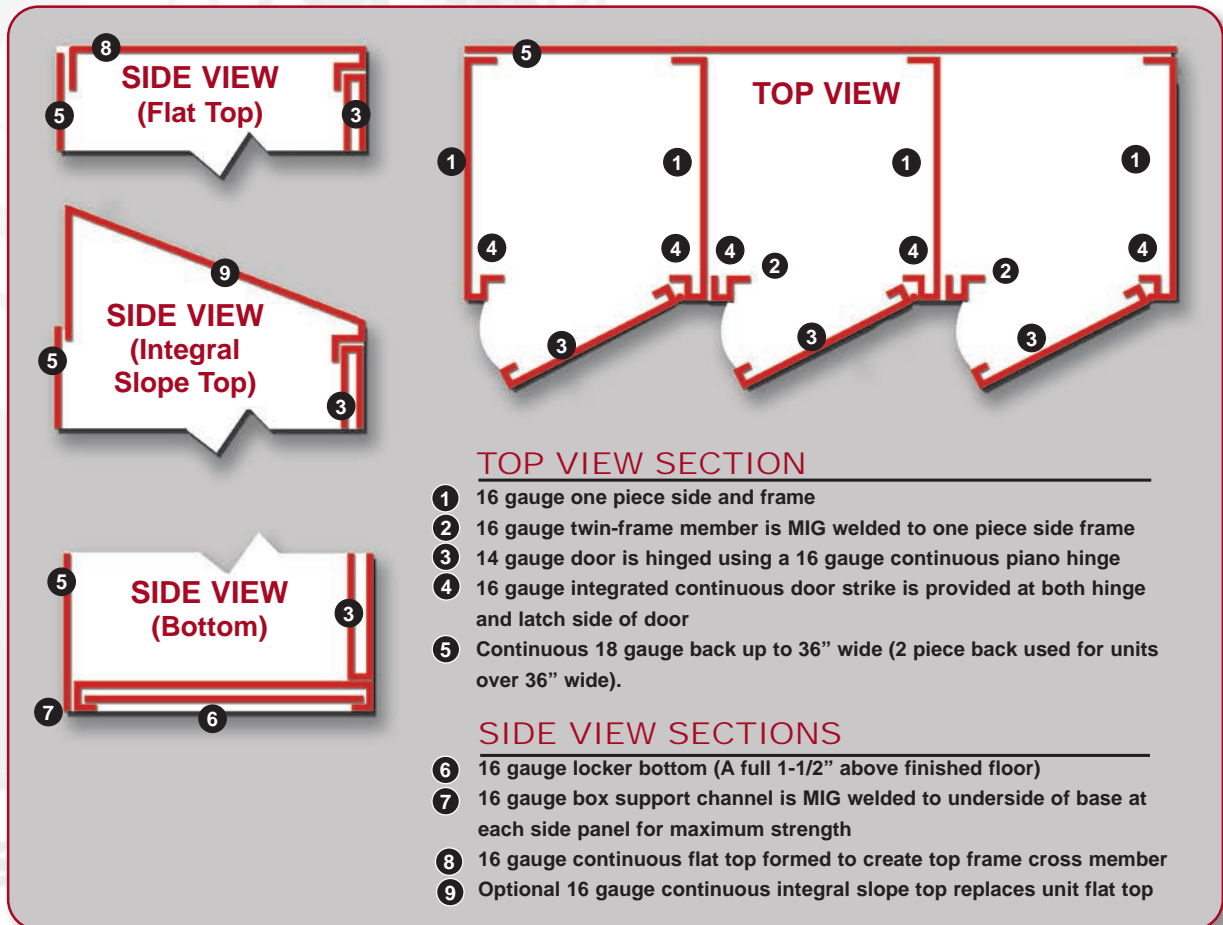 8
SIDE VIEW
(Flat Top)
5
3
5
TOP VIEW
1
1
1
1
4
4
4
2
4
2
4
3
3
3
9
SIDE VIEW
(Integral
Slope Top)
5
3
SIDE VIEW
(Bottom)
5
3
7
6
TOP VIEW SECTION
1 16 gauge one piece side and frame
2 16 gauge twin-frame member is MIG welded to one piece side frame
3 14 gauge door is hinged using a 16 gauge continuous piano hinge
4 16 gauge integrated continuous door strike is provided at both hinge
and latch side of door
5 Continuous 18 gauge back up to 36” wide (2 piece back used for units
over 36” wide).
SIDE VIEW SECTIONS
6 16 gauge locker bottom (A full 1-1/2” above finished floor)
7 16 gauge box support channel is MIG welded to underside of base at
each side panel for maximum strength
8 16 gauge continuous flat top formed to create top frame cross member
9 Optional 16 gauge continuous integral slope top replaces unit flat top